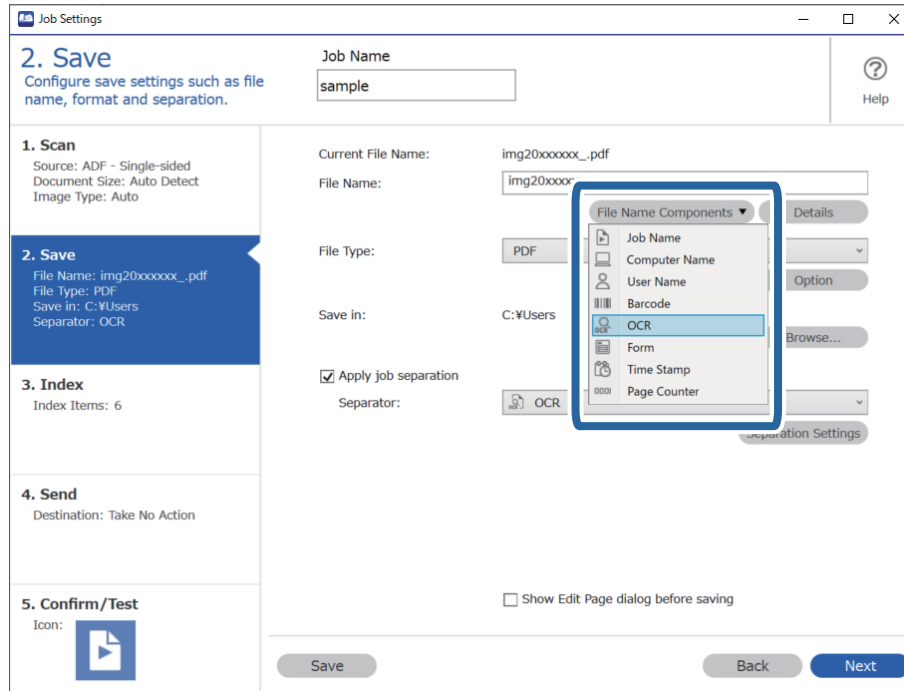 Job Settings
2. Save
Configure save settings such as file
name, format and separation.
Job Name
sample
Help
1. Scan
Source: ADF - Single-sided
Document Size: Auto Detect
Image Type: Auto
2. Save
File Name: img20xxxxxx_.pdf
File Type: PDF
Save in: C:¥Users
Separator: OCR
3. Index
Index Items: 6
4. Send
Destination: Take No Action
5. Confirm/Test
Icon:
Current File Name: img20xxxxxx_.pdf
File Name: img20xxxx
File Name Components ▼ Details
Job Name
Computer Name
User Name
Barcode
OCR OCR
Form
Time Stamp
0001 Page Counter
File Type: PDF
Option
Save in: C:¥Users
Browse...
Apply job separation
Separator: OCR
Separation Settings
Show Edit Page dialog before saving
Save Back Next